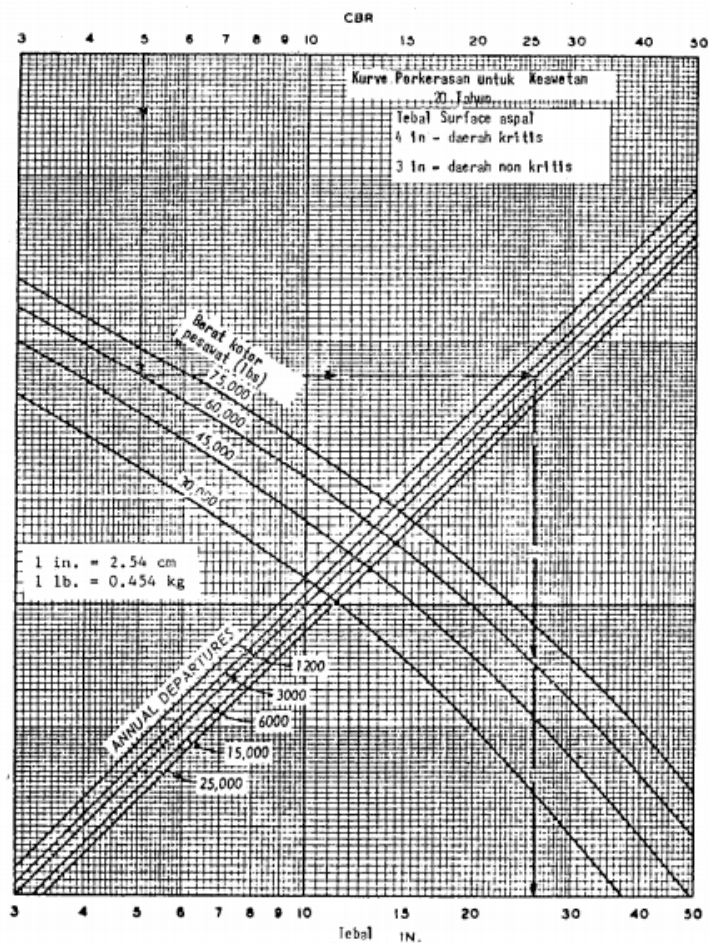 CBR
3 4 5 6 7 8 9 10 15 20 25 30 40 50
Kurve Perkerasan untuk Keawetan
20 Tahun
Tebal Surface aspal
4 in - daerah kritis
3 in - daerah non kritis
Berat kotor
pesawat (lbs)
75,000
60,000
45,000
30,000
1 in. = 2.54 cm
1 lb. = 0.454 kg
ANNUAL DEPARTURES
1200
3000
6000
15,000
25,000
3 4 5 6 7 8 9 10 15 20 30 40 50
Tebal IN.